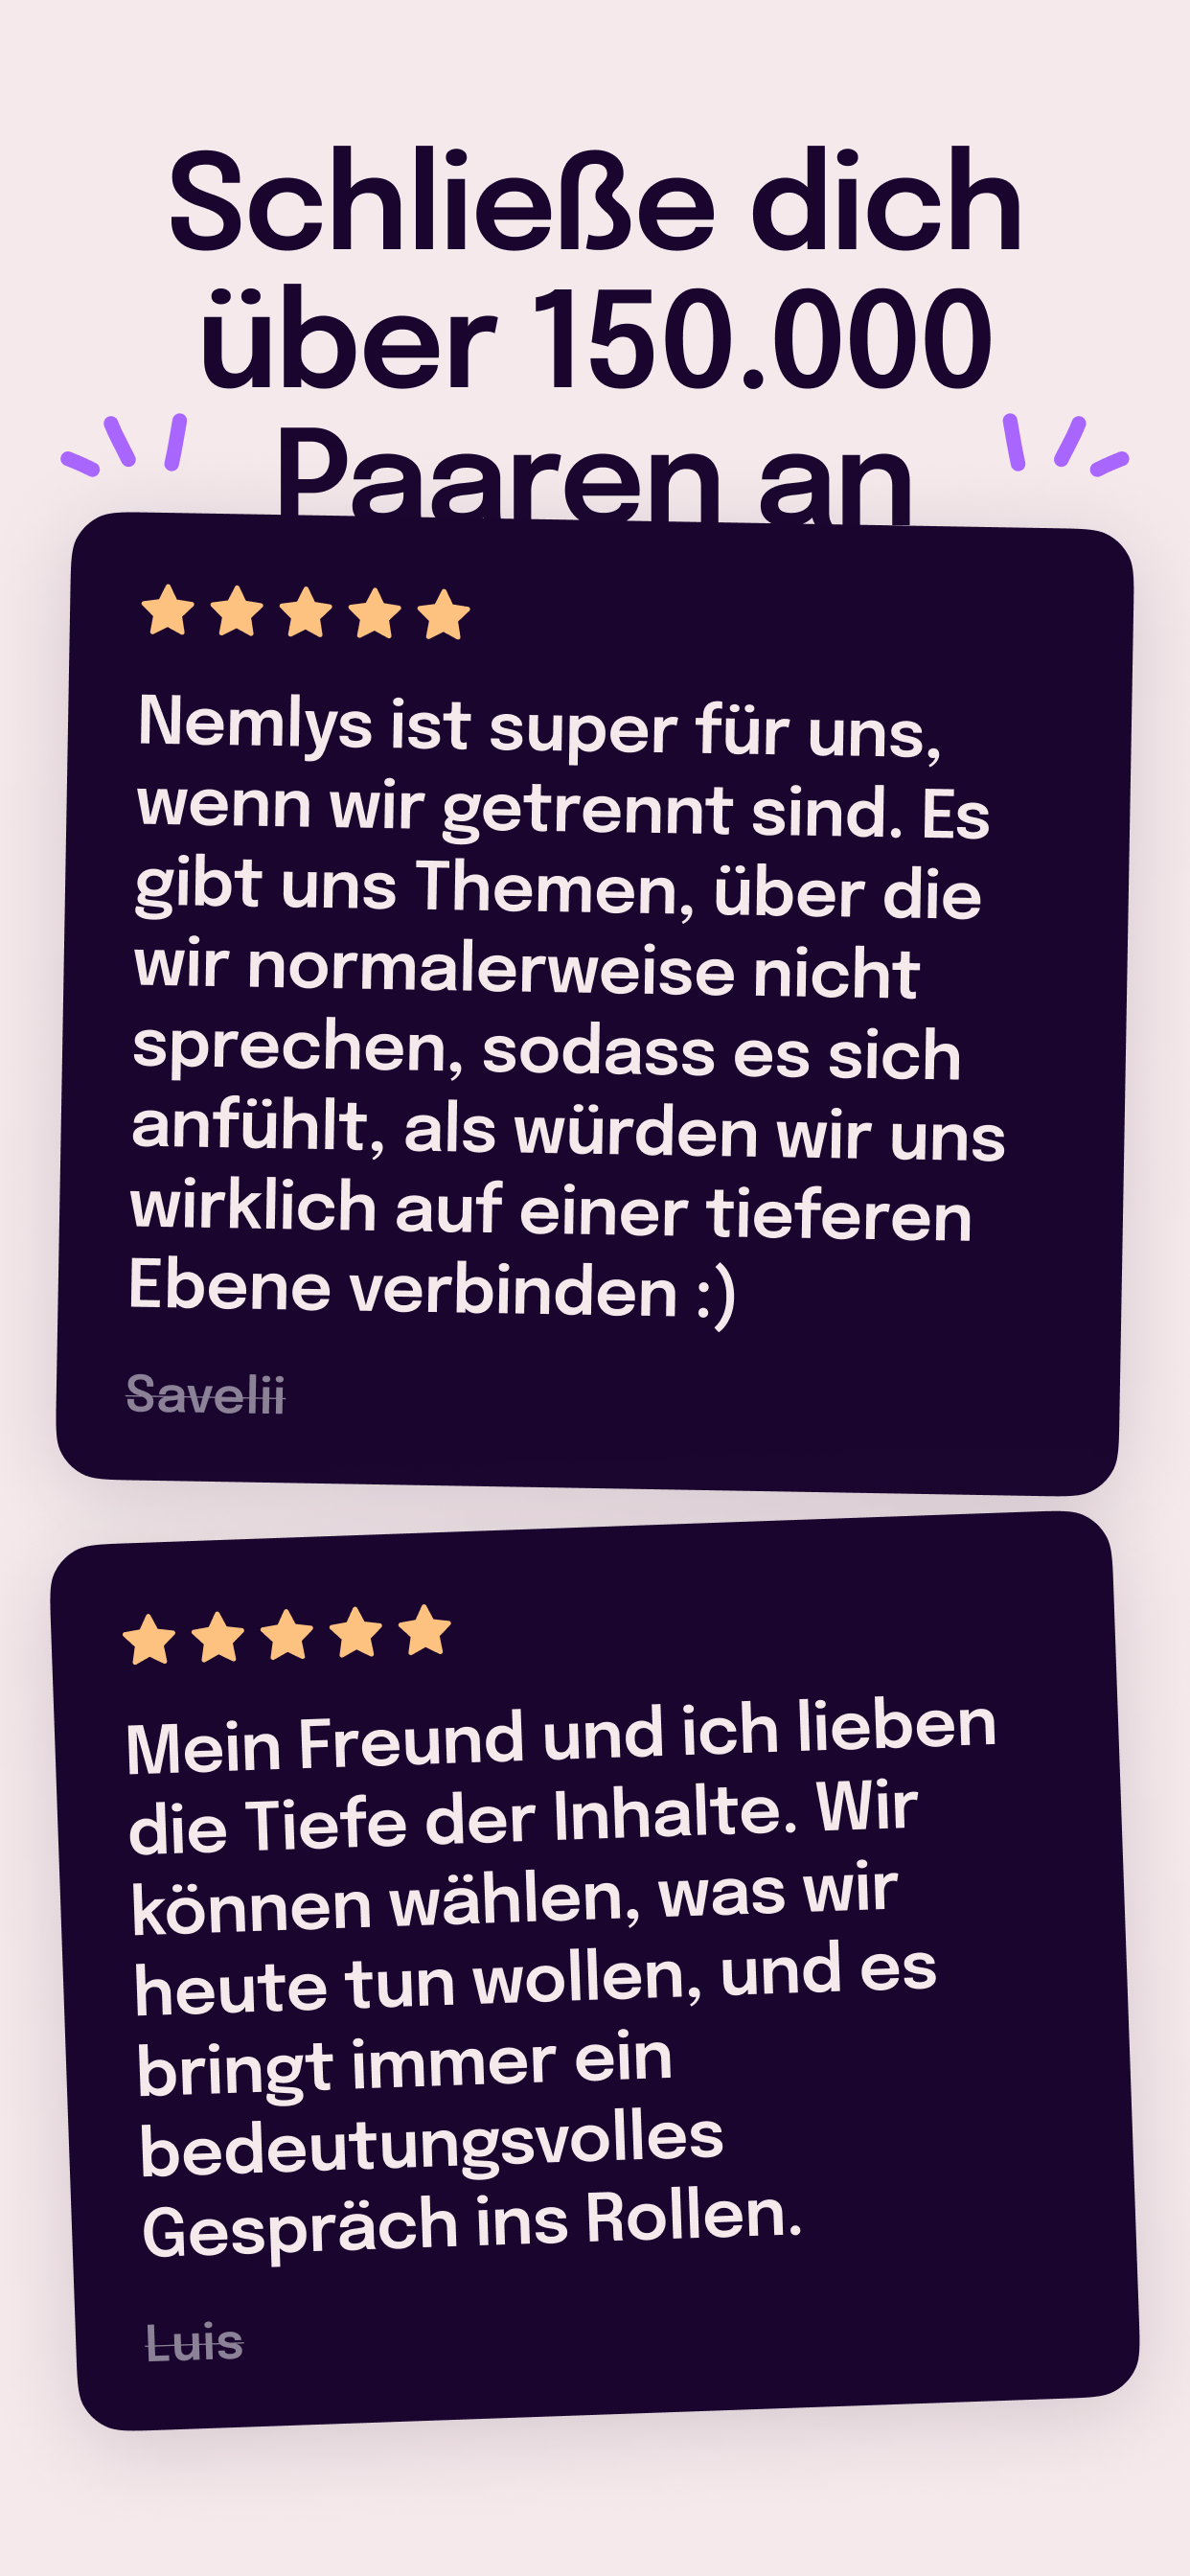 Schließe dich
über 150.000
Paaren an
Nemlys ist super für uns,
wenn wir getrennt sind. Es
gibt uns Themen, über die
wir normalerweise nicht
sprechen, sodass es sich
anfühlt, als würden wir uns
wirklich auf einer tieferen
Ebene verbinden :)
Savelii
Mein Freund und ich lieben
die Tiefe der Inhalte. Wir
können wählen, was wir
heute tun wollen, und es
bringt immer ein
bedeutungsvolles
Gespräch ins Rollen.
Luis